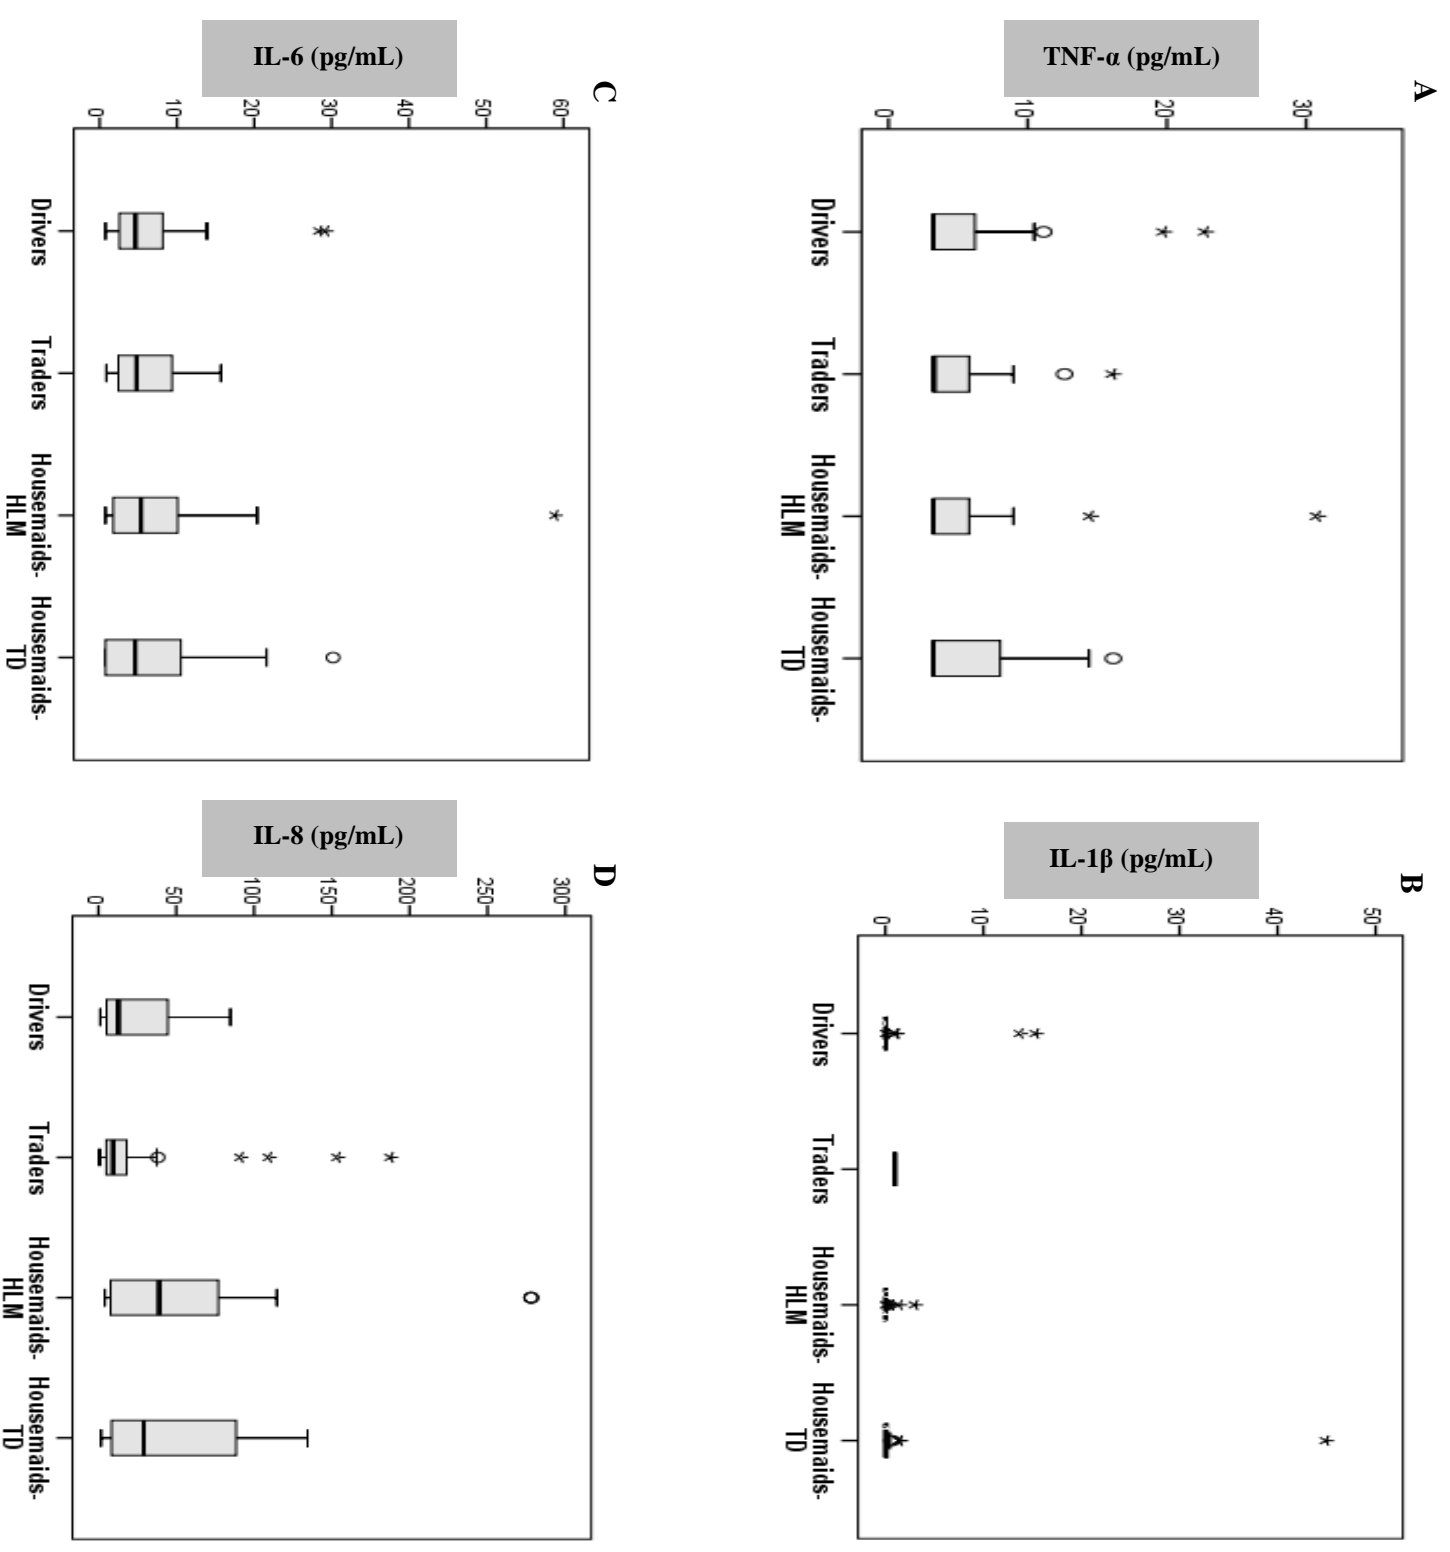 A
TNF-α (pg/mL)
0
10
20
30
Drivers
Traders
Housemaids-
HLM
Housemaids-
TD
B
IL-1β (pg/mL)
0
10
20
30
40
50
Drivers
Traders
Housemaids-
HLM
Housemaids-
TD
C
IL-6 (pg/mL)
0
10
20
30
40
50
60
Drivers
Traders
Housemaids-
HLM
Housemaids-
TD
D
IL-8 (pg/mL)
0
50
100
150
200
250
300
Drivers
Traders
Housemaids-
HLM
Housemaids-
TD